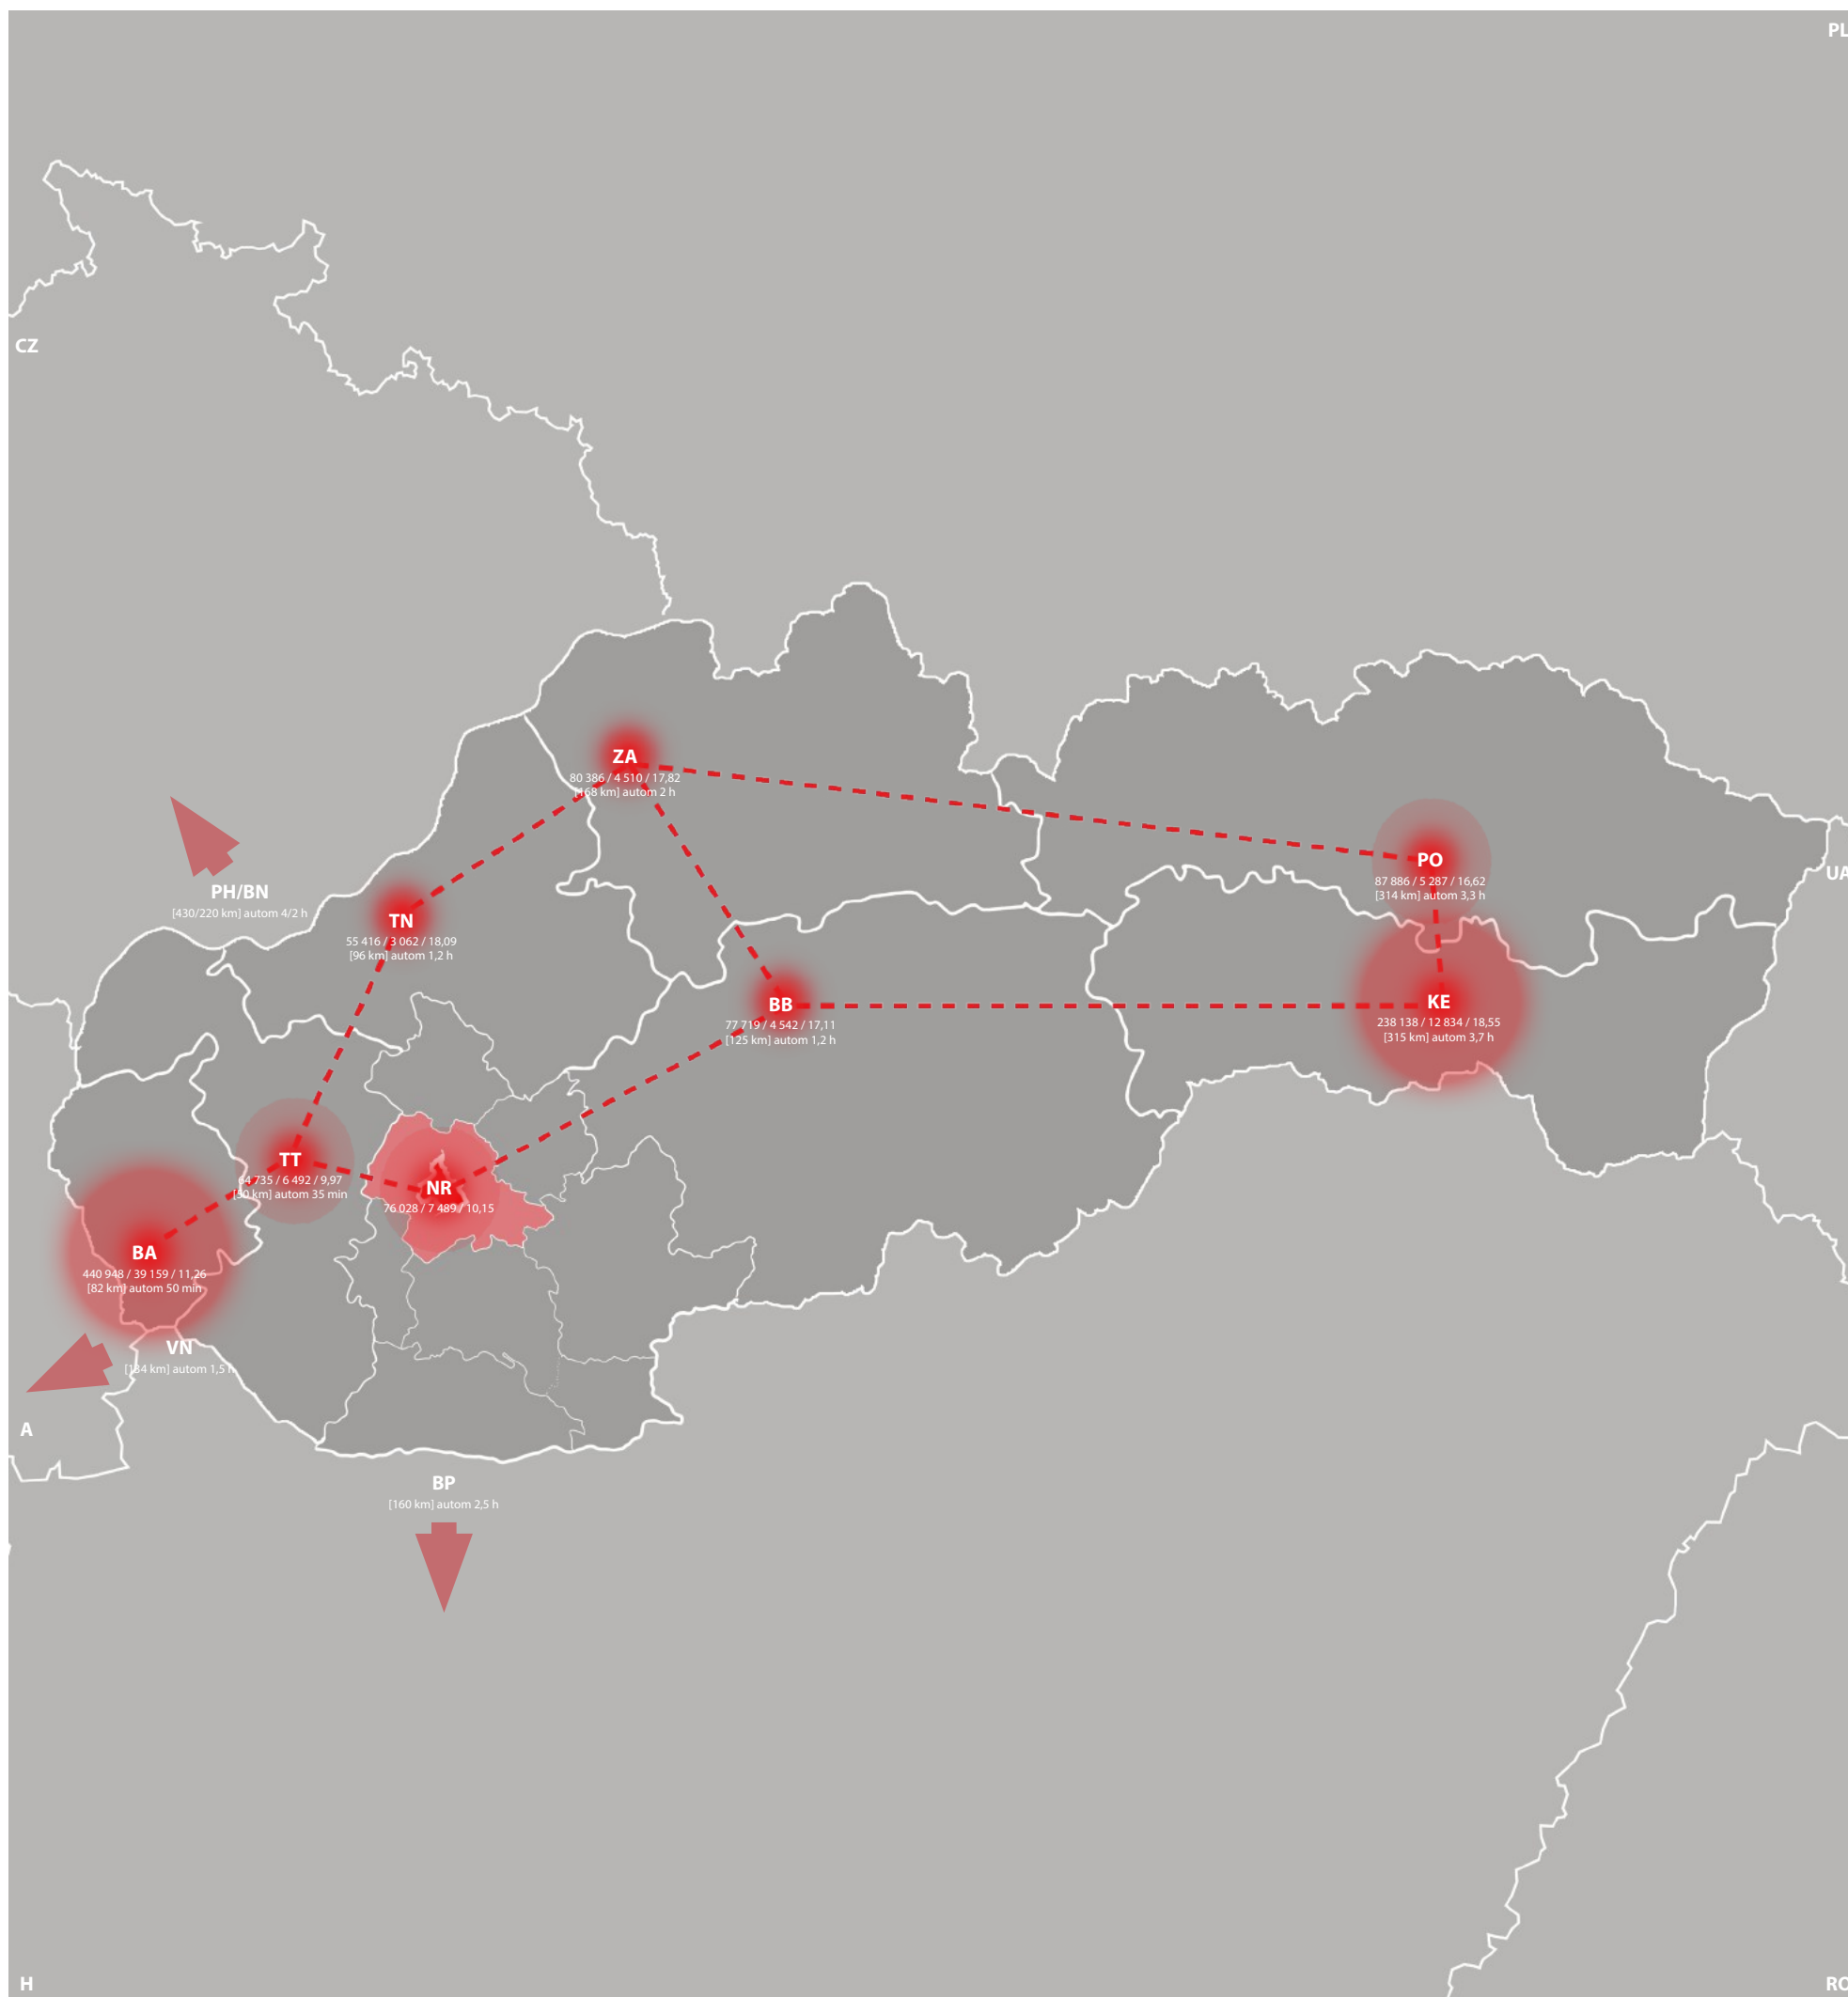 PL
CZ
ZA
80 386 / 4 510 / 17,82
[168 km] autom 2 h
PO
87 886 / 5 287 / 16,62
[314 km] autom 3,3 h
UA
PH/BN
[430/220 km] autom 4/2 h
TN
55 416 / 3 062 / 18,09
[96 km] autom 1,2 h
BB
77 719 / 4 542 / 17,11
[125 km] autom 1,2 h
KE
238 138 / 12 834 / 18,55
[315 km] autom 3,7 h
TT
64 735 / 6 492 / 9,97
[50 km] autom 35 min
NR
76 028 / 7 489 / 10,15
BA
440 948 / 39 159 / 11,26
[82 km] autom 50 min
VN
[184 km] autom 1,5 h
A
BP
[160 km] autom 2,5 h
H
RO